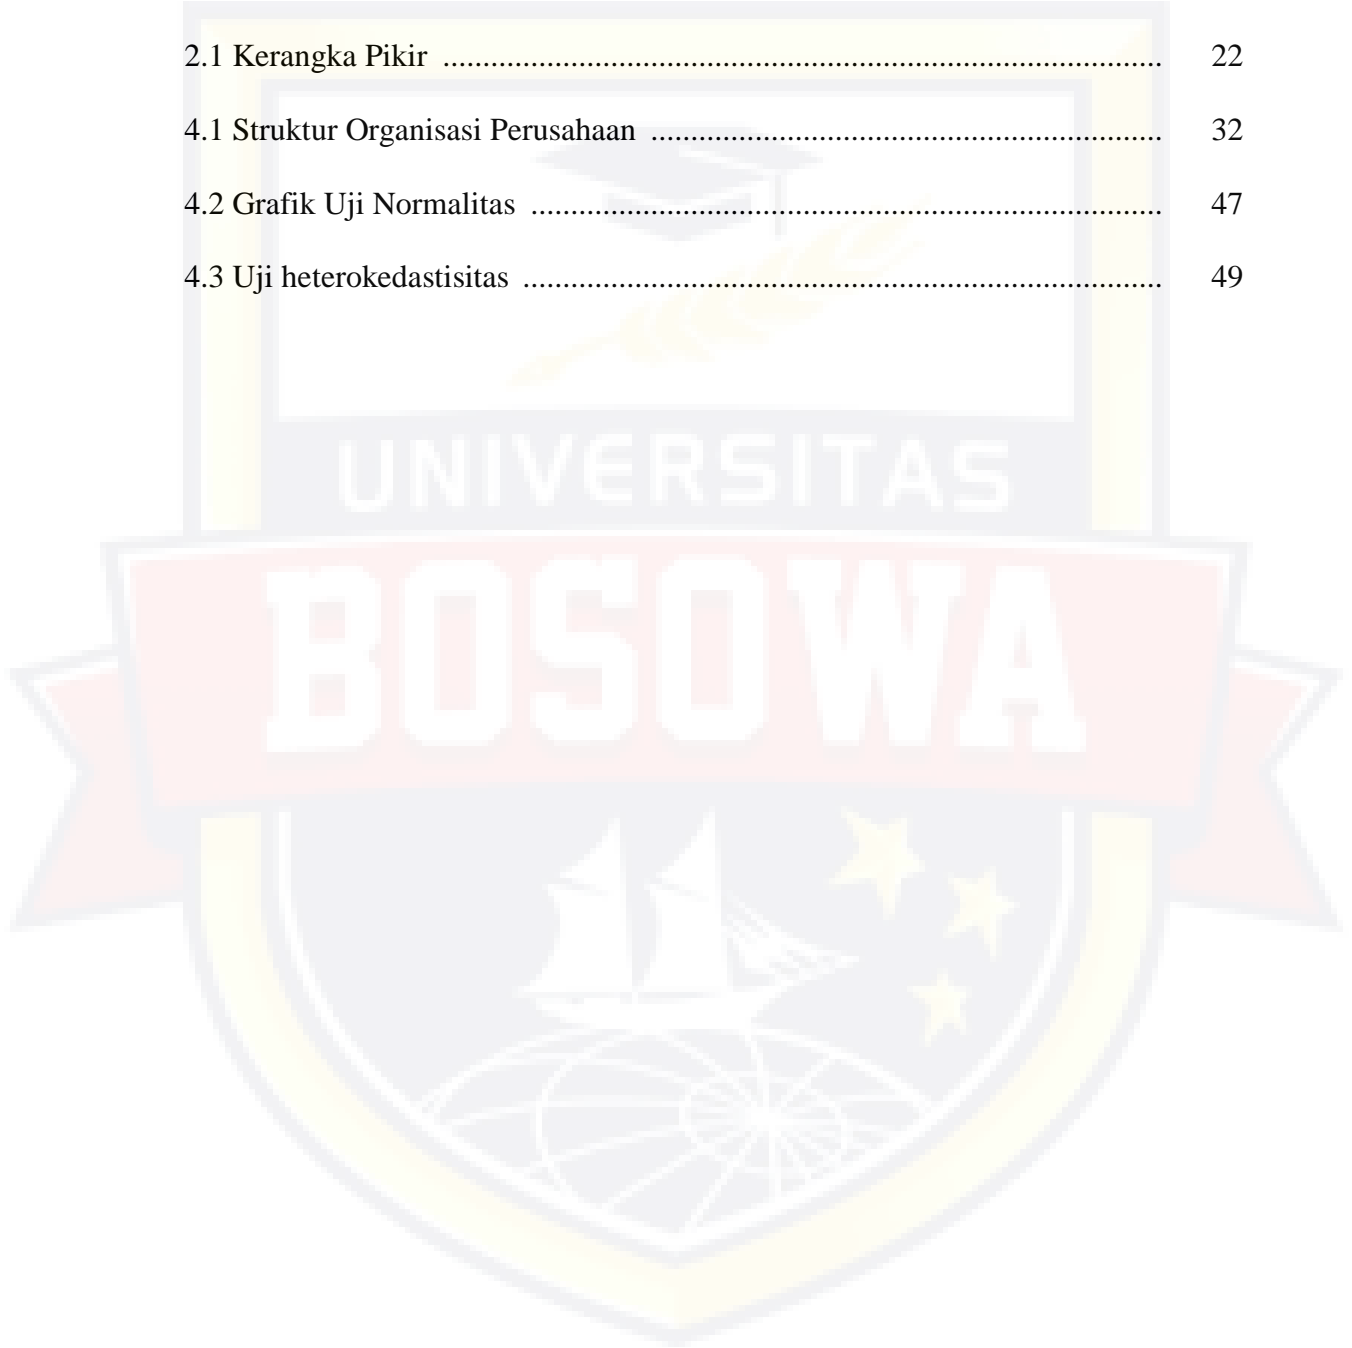 2.1 Kerangka Pikir ........................................................................................... 22
4.1 Struktur Organisasi Perusahaan ................................................................. 32
4.2 Grafik Uji Normalitas ................................................................................ 47
4.3 Uji heterokedastisitas ................................................................................. 49
UNIVERSITAS
BOSOWA